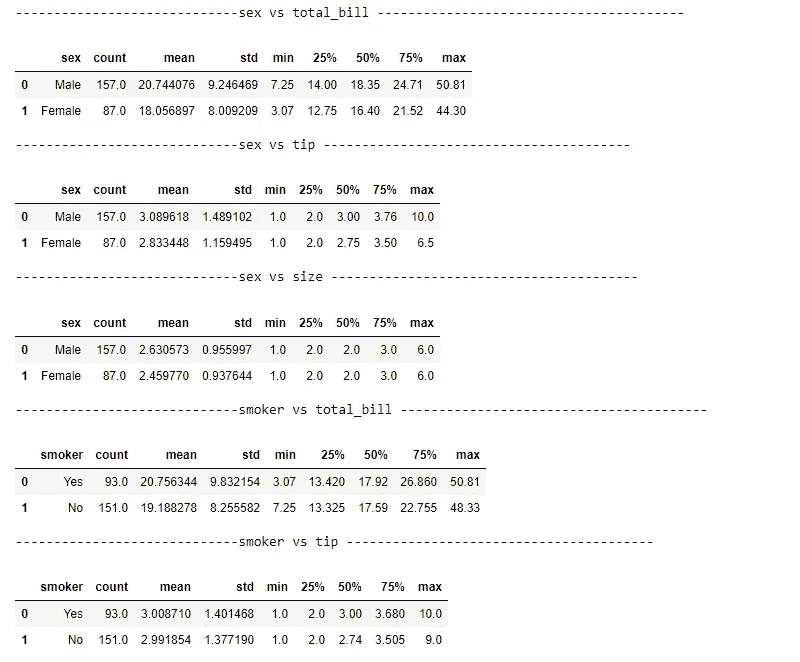 ----------------------------sex vs total_bill ---------------------------------------
sex count mean std min 25% 50% 75% max
0 Male 157.0 20.744076 9.246469 7.25 14.00 18.35 24.71 50.81
1 Female 87.0 18.056897 8.009209 3.07 12.75 16.40 21.52 44.30
----------------------------sex vs tip ---------------------------------------
sex count mean std min 25% 50% 75% max
0 Male 157.0 3.089618 1.489102 1.0 2.0 3.00 3.76 10.0
1 Female 87.0 2.833448 1.159495 1.0 2.0 2.75 3.50 6.5
----------------------------sex vs size ---------------------------------------
sex count mean std min 25% 50% 75% max
0 Male 157.0 2.630573 0.955997 1.0 2.0 2.0 3.0 6.0
1 Female 87.0 2.459770 0.937644 1.0 2.0 2.0 3.0 6.0
----------------------------smoker vs total_bill ---------------------------------------
smoker count mean std min 25% 50% 75% max
0 Yes 93.0 20.756344 9.832154 3.07 13.420 17.92 26.860 50.81
1 No 151.0 19.188278 8.255582 7.25 13.325 17.59 22.755 48.33
----------------------------smoker vs tip ---------------------------------------
smoker count mean std min 25% 50% 75% max
0 Yes 93.0 3.008710 1.401468 1.0 2.0 3.00 3.680 10.0
1 No 151.0 2.991854 1.377190 1.0 2.0 2.74 3.505 9.0